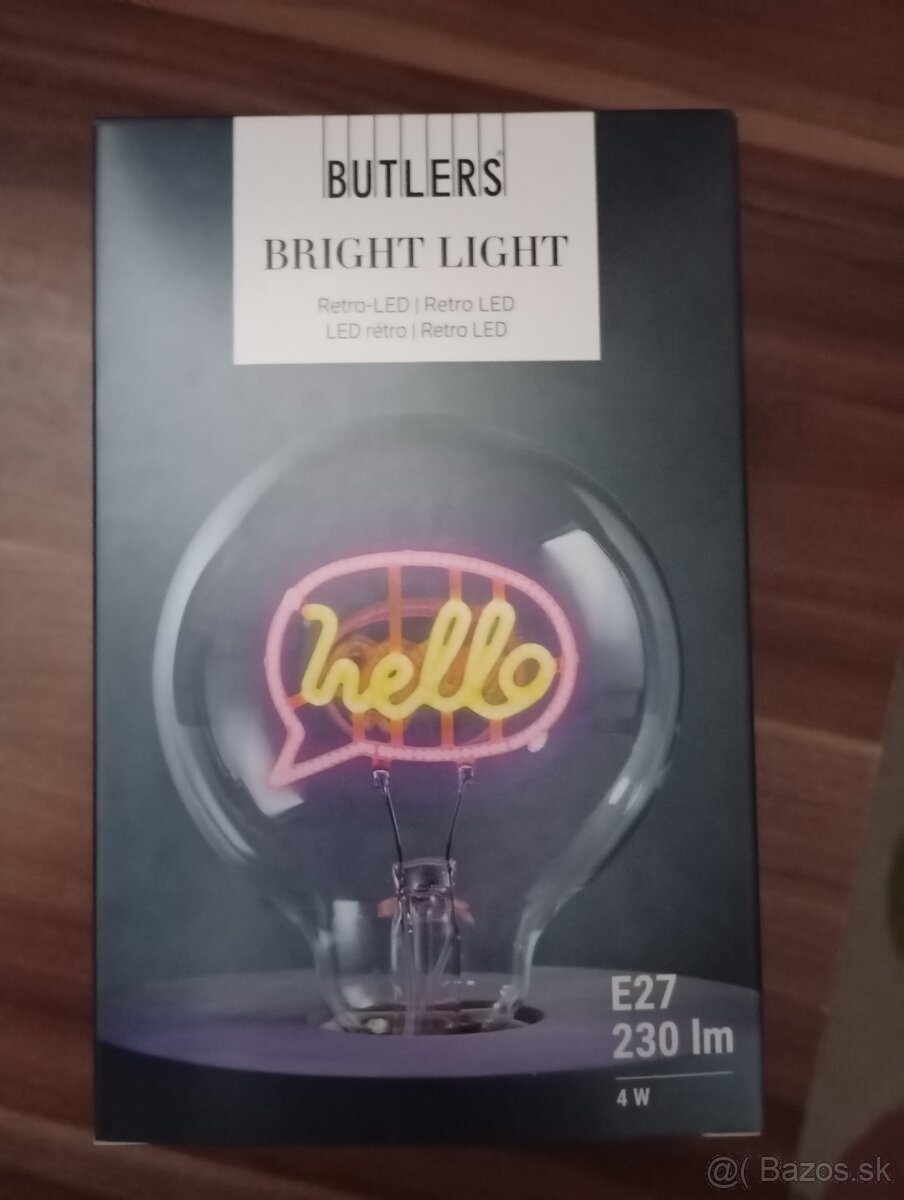 BUTLERS
BRIGHT LIGHT
Retro-LED | Retro LED
LED rétro | Retro LED
hello
E27
230 lm
4 W
@( Bazos.sk